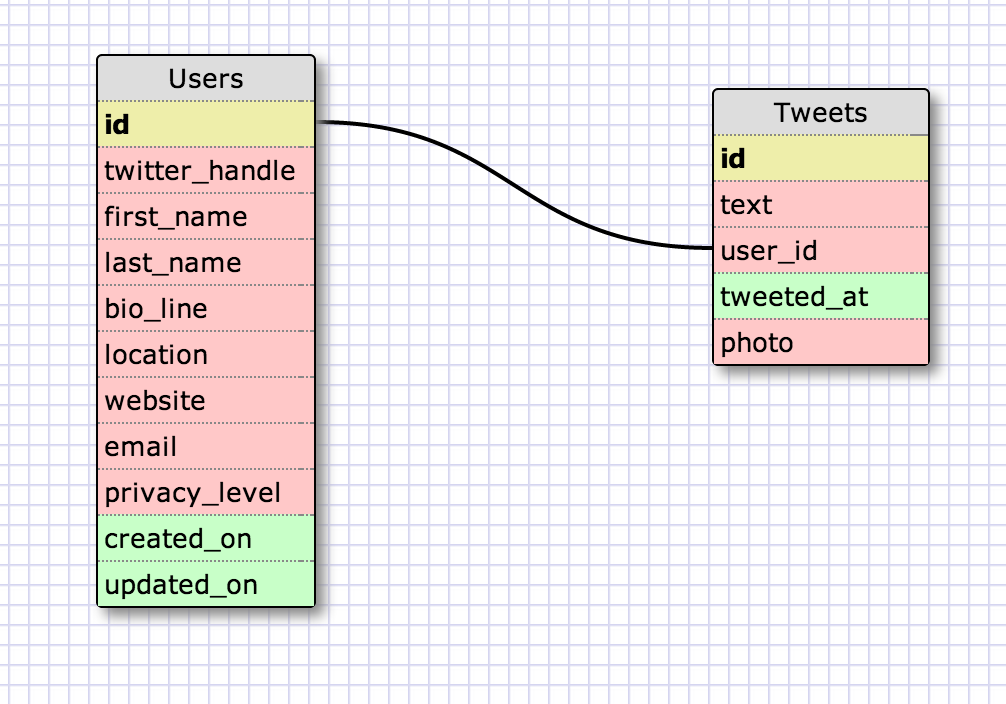 Users
id
twitter_handle
first_name
last_name
bio_line
location
website
email
privacy_level
created_on
updated_on
Tweets
id
text
user_id
tweeted_at
photo